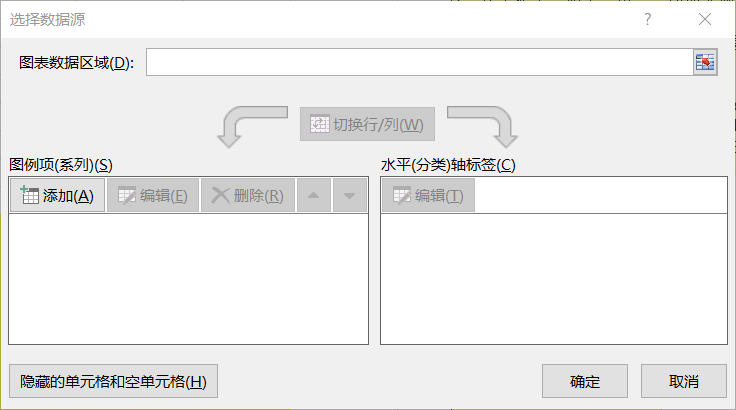 选择数据源
?
图表数据区域(D):
切换行/列(W)
图例项(系列)(S)
水平(分类)轴标签(C)
添加(A) 编辑(E) 删除(R)
编辑(T)
隐藏的单元格和空单元格(H)
确定 取消